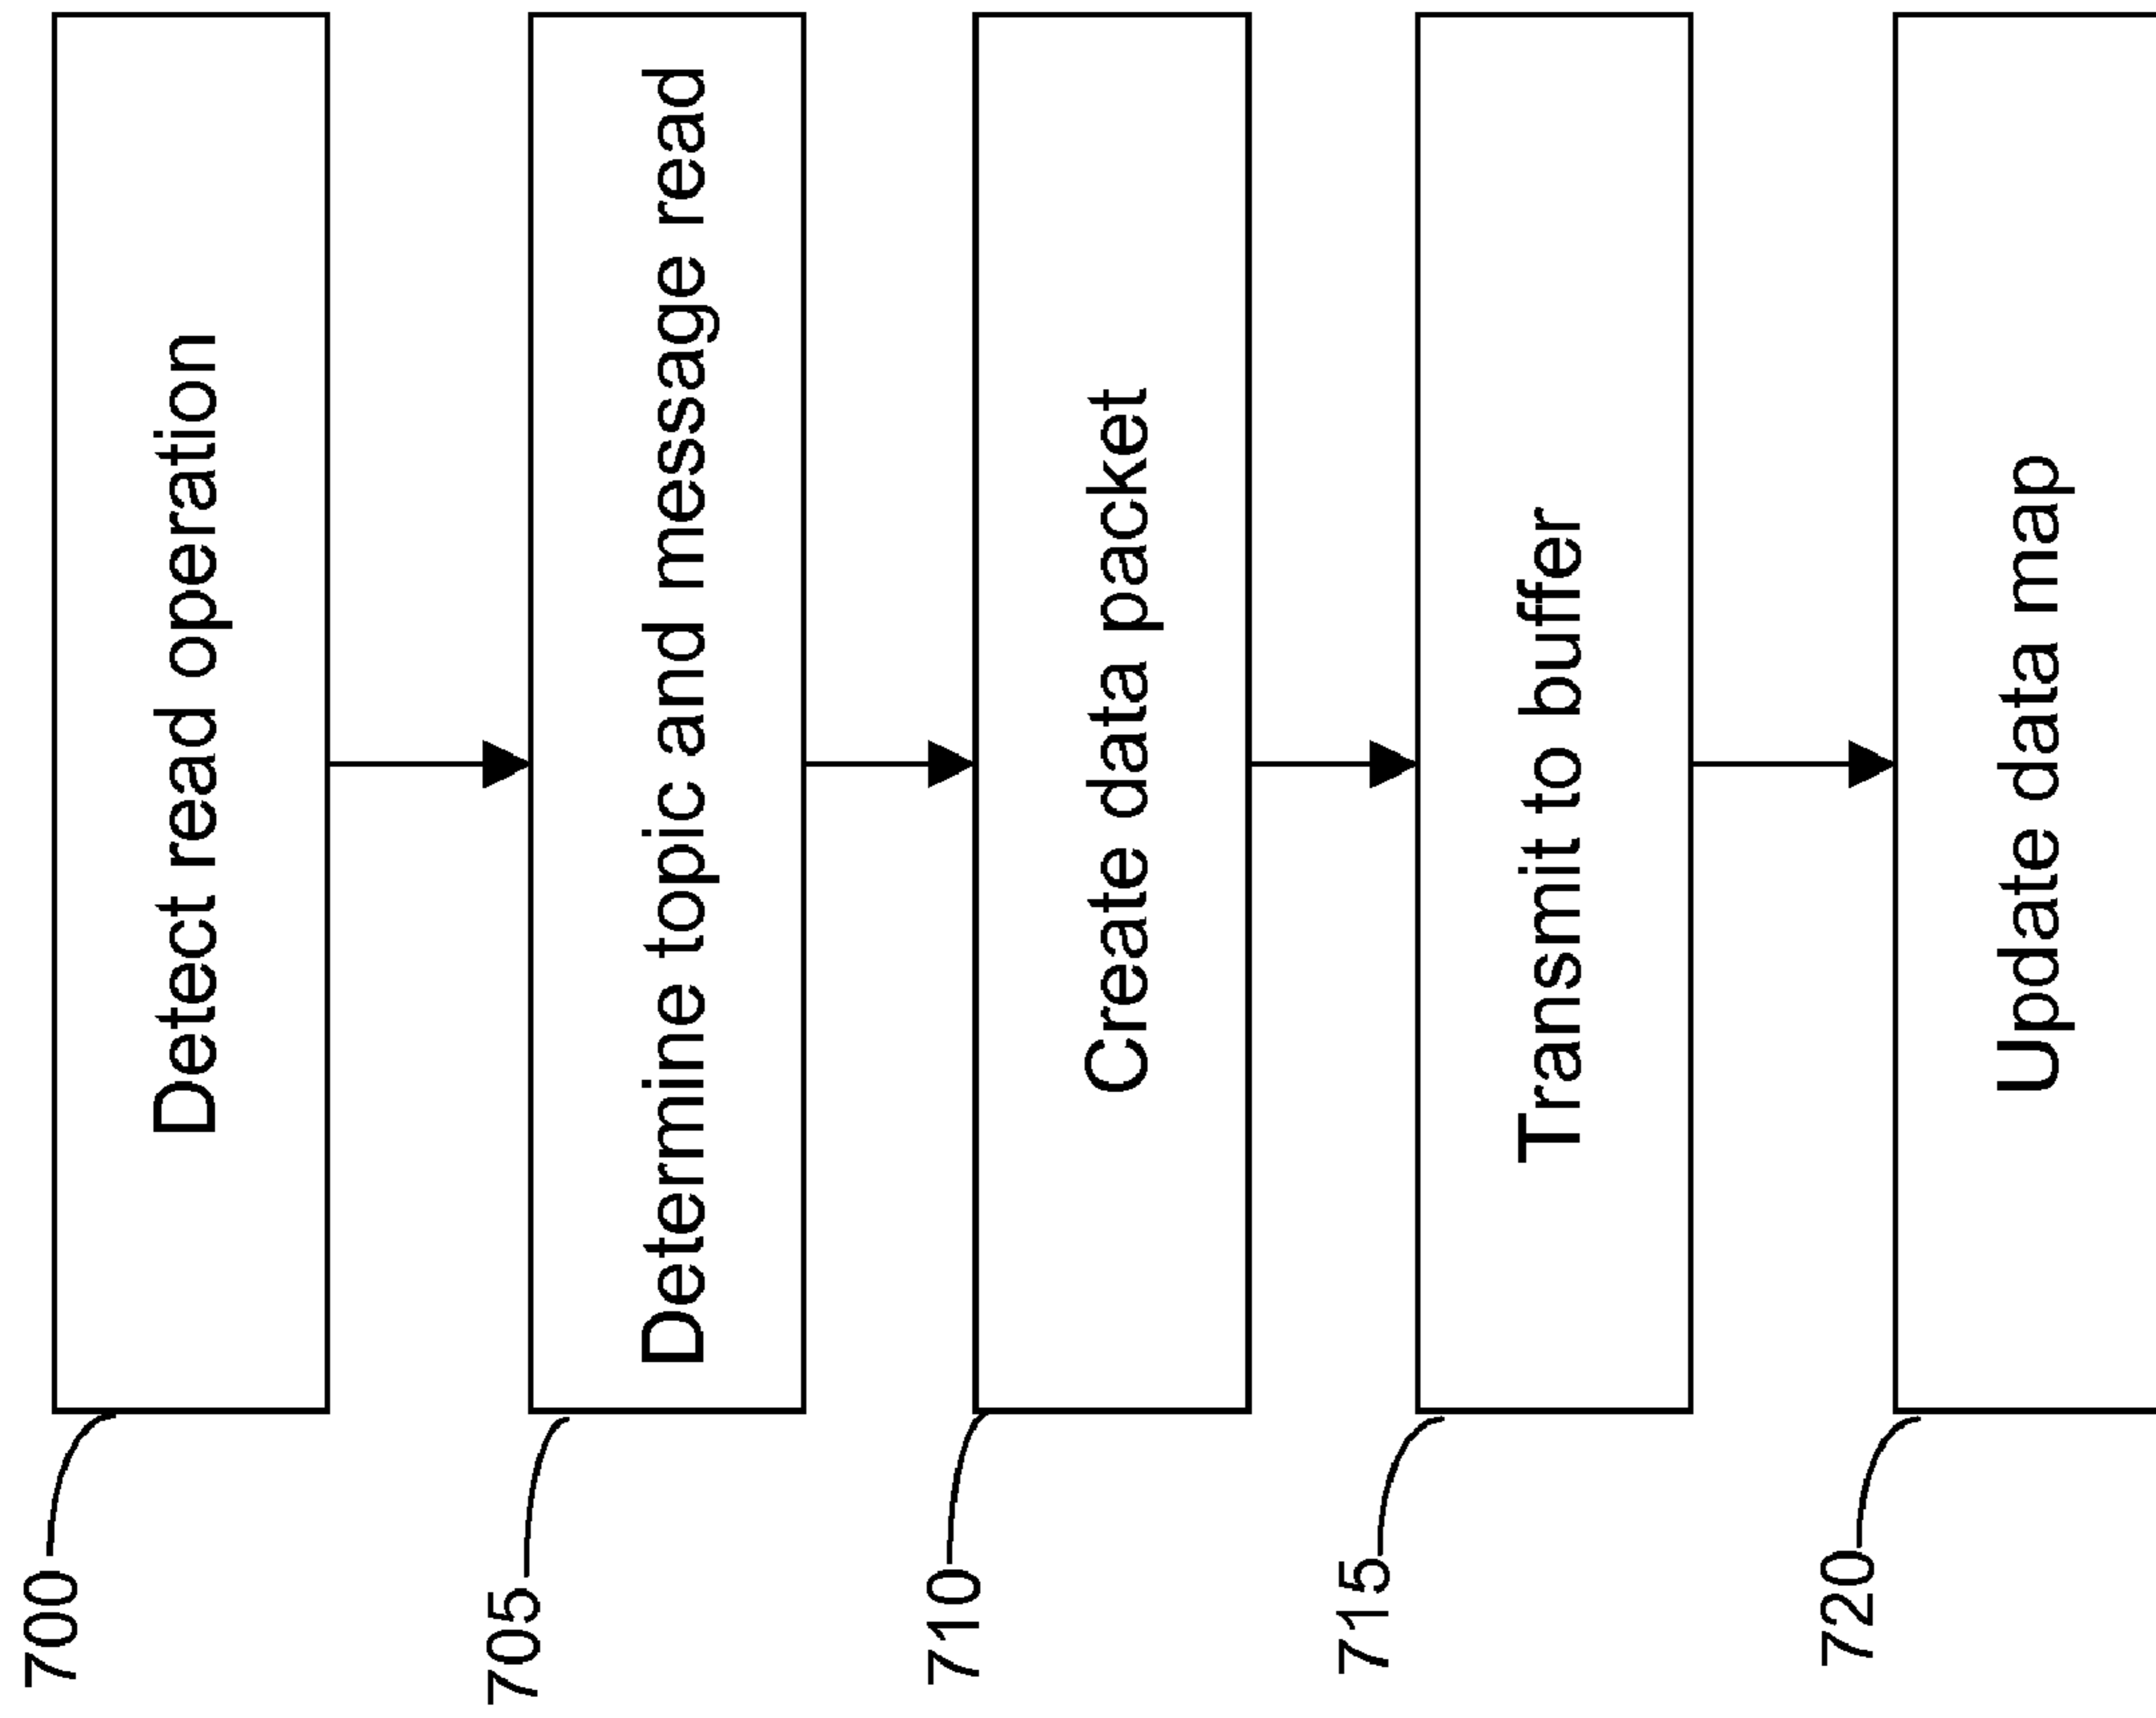 700
Detect read operation
705
Determine topic and message read
710
Create data packet
715
Transmit to buffer
720
Update data map